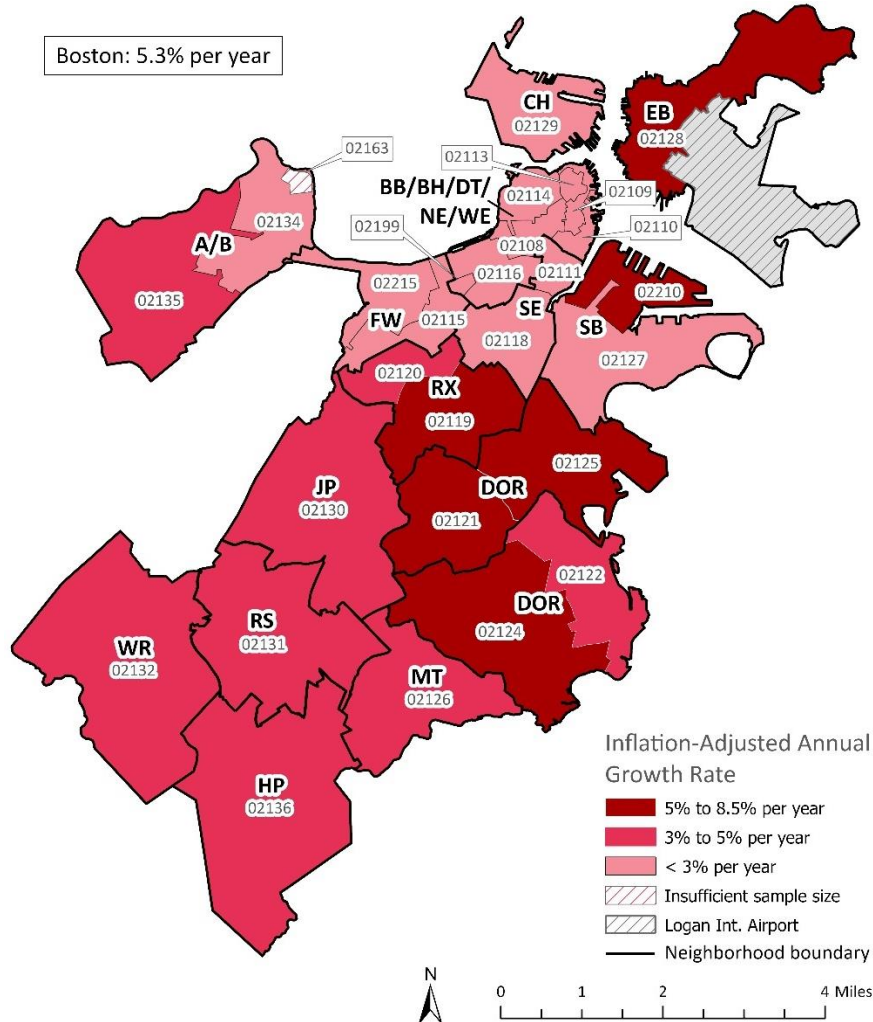 Boston: 5.3% per year
CH
02129
EB
02128
02163
02113
BB/BH/DT/
NE/WE
02114
02109
02134
02199
02110
A/B
02108
02116
02111
02135
02215
02210
FW
02115
SE
02118
SB
02127
02120
RX
02119
JP
02130
02125
DOR
02121
02122
DOR
02124
RS
02131
WR
02132
MT
02126
HP
02136
Inflation-Adjusted Annual
Growth Rate
5% to 8.5% per year
3% to 5% per year
< 3% per year
Insufficient sample size
Logan Int. Airport
Neighborhood boundary
N
0 1 2 4 Miles